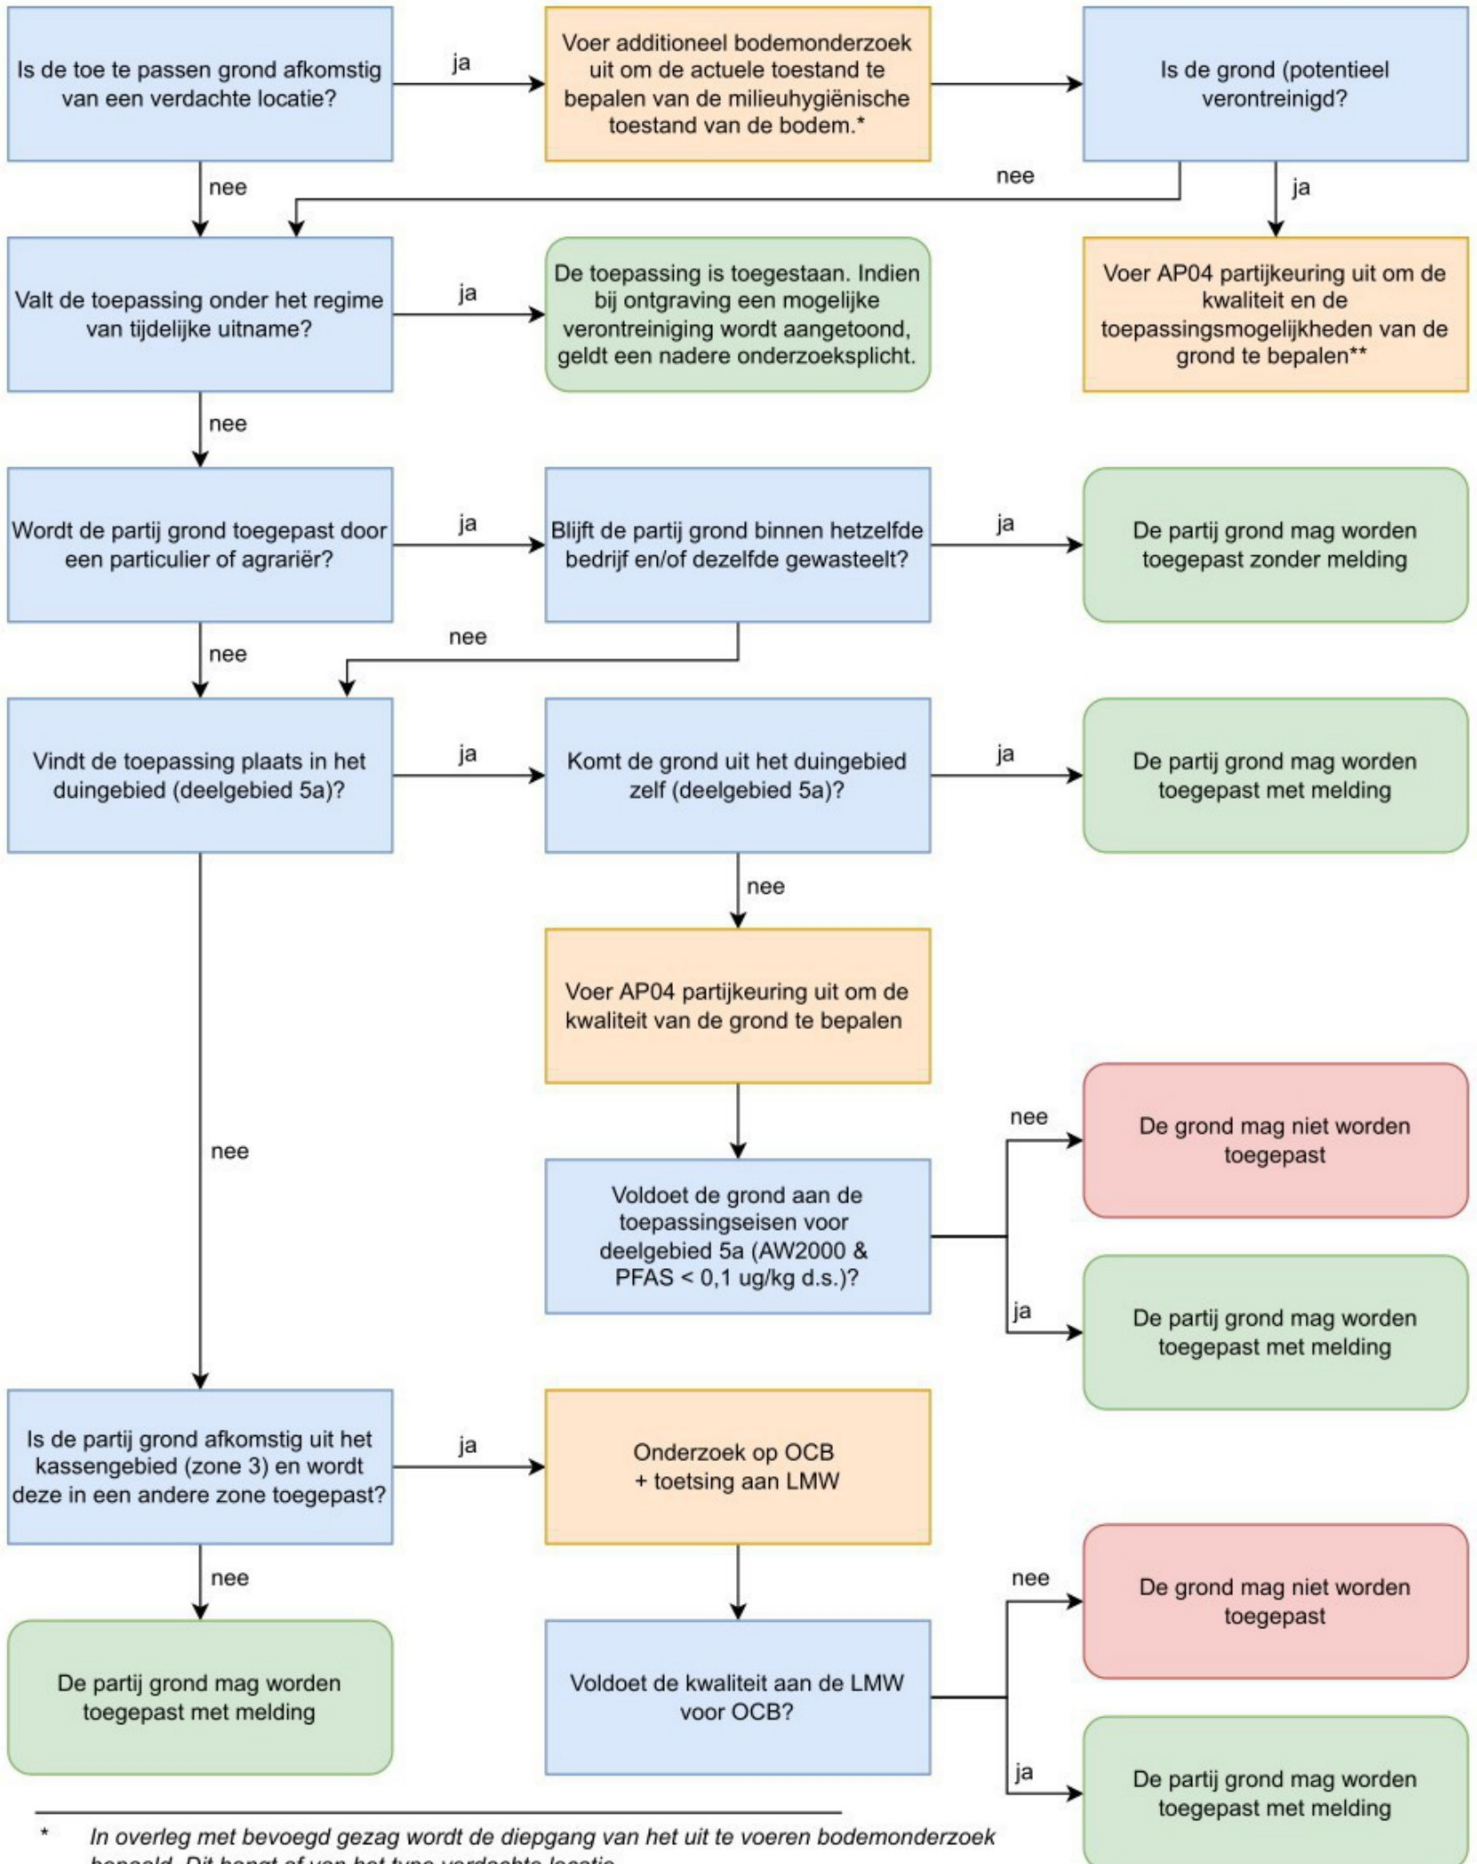 Is de toe te passen grond afkomstig
van een verdachte locatie?
ja
Voer additioneel bodemonderzoek
uit om de actuele toestand te
bepalen van de milieuhygiënische
toestand van de bodem.*
Is de grond (potentieel
verontreinigd?
nee
nee
ja
Valt de toepassing onder het regime
van tijdelijke uitname?
ja
De toepassing is toegestaan. Indien
bij ontgraving een mogelijke
verontreiniging wordt aangetoond,
geldt een nadere onderzoeksplicht.
Voer AP04 partijkeuring uit om de
kwaliteit en de
toepassingsmogelijkheden van de
grond te bepalen**
nee
Wordt de partij grond toegepast door
een particulier of agrariër?
ja
Blijft de partij grond binnen hetzelfde
bedrijf en/of dezelfde gewasteelt?
ja
De partij grond mag worden
toegepast zonder melding
nee
nee
Vindt de toepassing plaats in het
duingebied (deelgebied 5a)?
ja
Komt de grond uit het duingebied
zelf (deelgebied 5a)?
ja
De partij grond mag worden
toegepast met melding
nee
Voer AP04 partijkeuring uit om de
kwaliteit van de grond te bepalen
nee
Voldoet de grond aan de
toepassingseisen voor
deelgebied 5a (AW2000 &
PFAS < 0,1 ug/kg d.s.)?
nee
De grond mag niet worden
toegepast
ja
De partij grond mag worden
toegepast met melding
Is de partij grond afkomstig uit het
kassengebied (zone 3) en wordt
deze in een andere zone toegepast?
ja
Onderzoek op OCB
+ toetsing aan LMW
nee
De partij grond mag worden
toegepast met melding
Voldoet de kwaliteit aan de LMW
voor OCB?
nee
De grond mag niet worden
toegepast
ja
De partij grond mag worden
toegepast met melding
* In overleg met bevoegd gezag wordt de diepgang van het uit te voeren bodemonderzoek
bepaald. Dit hangt af van het type verdachte locatie